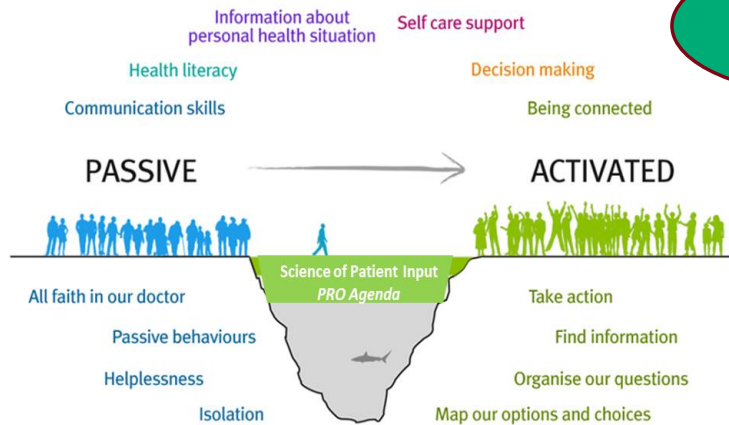 Information about
personal health situation
Self care support
Health literacy
Decision making
Communication skills
Being connected
PASSIVE
ACTIVATED
Science of Patient Input
PRO Agenda
All faith in our doctor
Take action
Passive behaviours
Find information
Helplessness
Organise our questions
Isolation
Map our options and choices